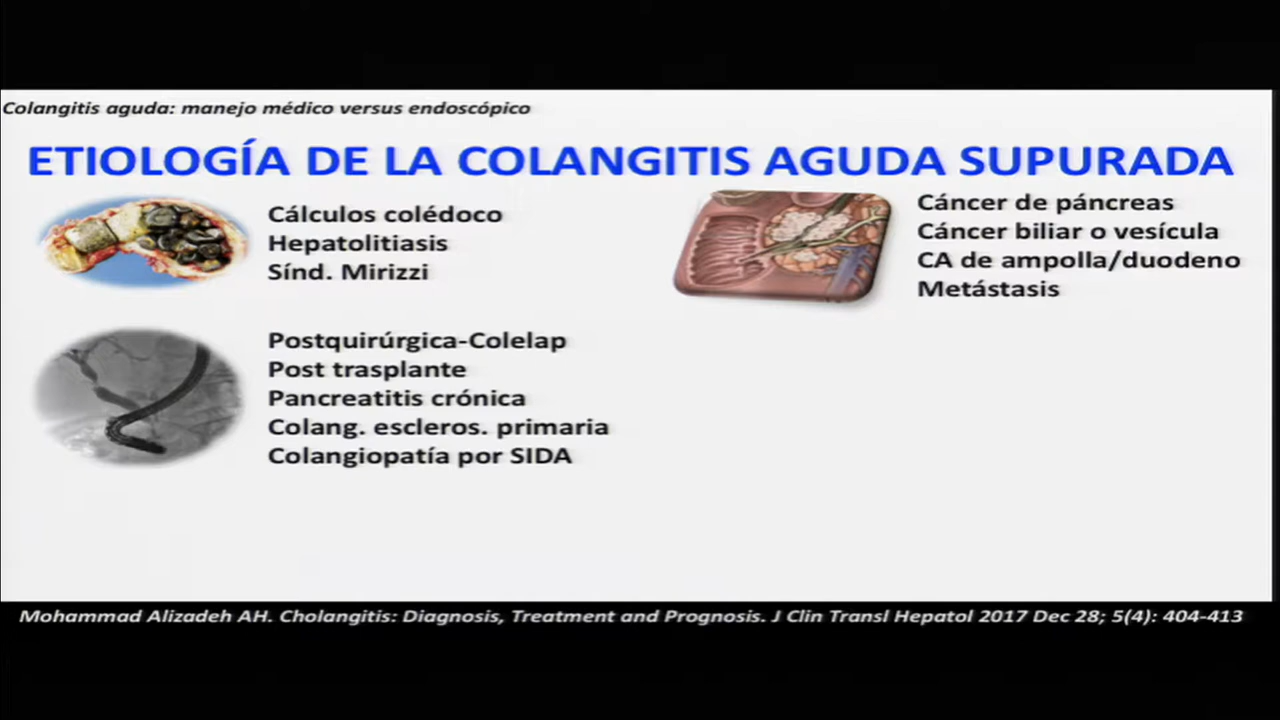 Colangitis aguda: manejo médico versus endoscópico
ETIOLOGÍA DE LA COLANGITIS AGUDA SUPURADA
Cálculos colédoco
Hepatolitiasis
Sínd. Mirizzi
Cáncer de páncreas
Cáncer biliar o vesícula
CA de ampolla/duodeno
Metástasis
Postquirúrgica-Colelap
Post trasplante
Pancreatitis crónica
Colang. escleros. primaria
Colangiopatía por SIDA
Mohammad Alizadeh AH. Cholangitis: Diagnosis, Treatment and Prognosis. J Clin Transl Hepatol 2017 Dec 28; 5(4): 404-413